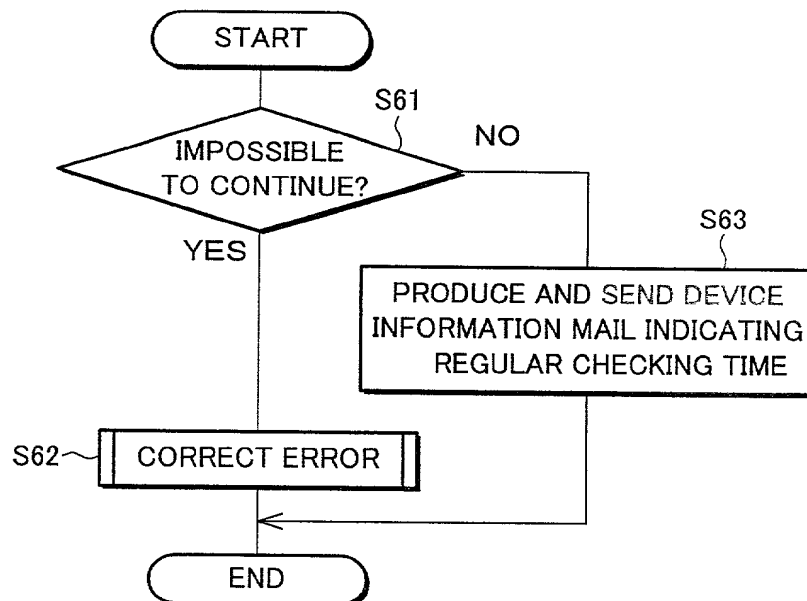 START
S61
IMPOSSIBLE
TO CONTINUE?
NO
YES
S63
PRODUCE AND SEND DEVICE
INFORMATION MAIL INDICATING
REGULAR CHECKING TIME
S62
CORRECT ERROR
END